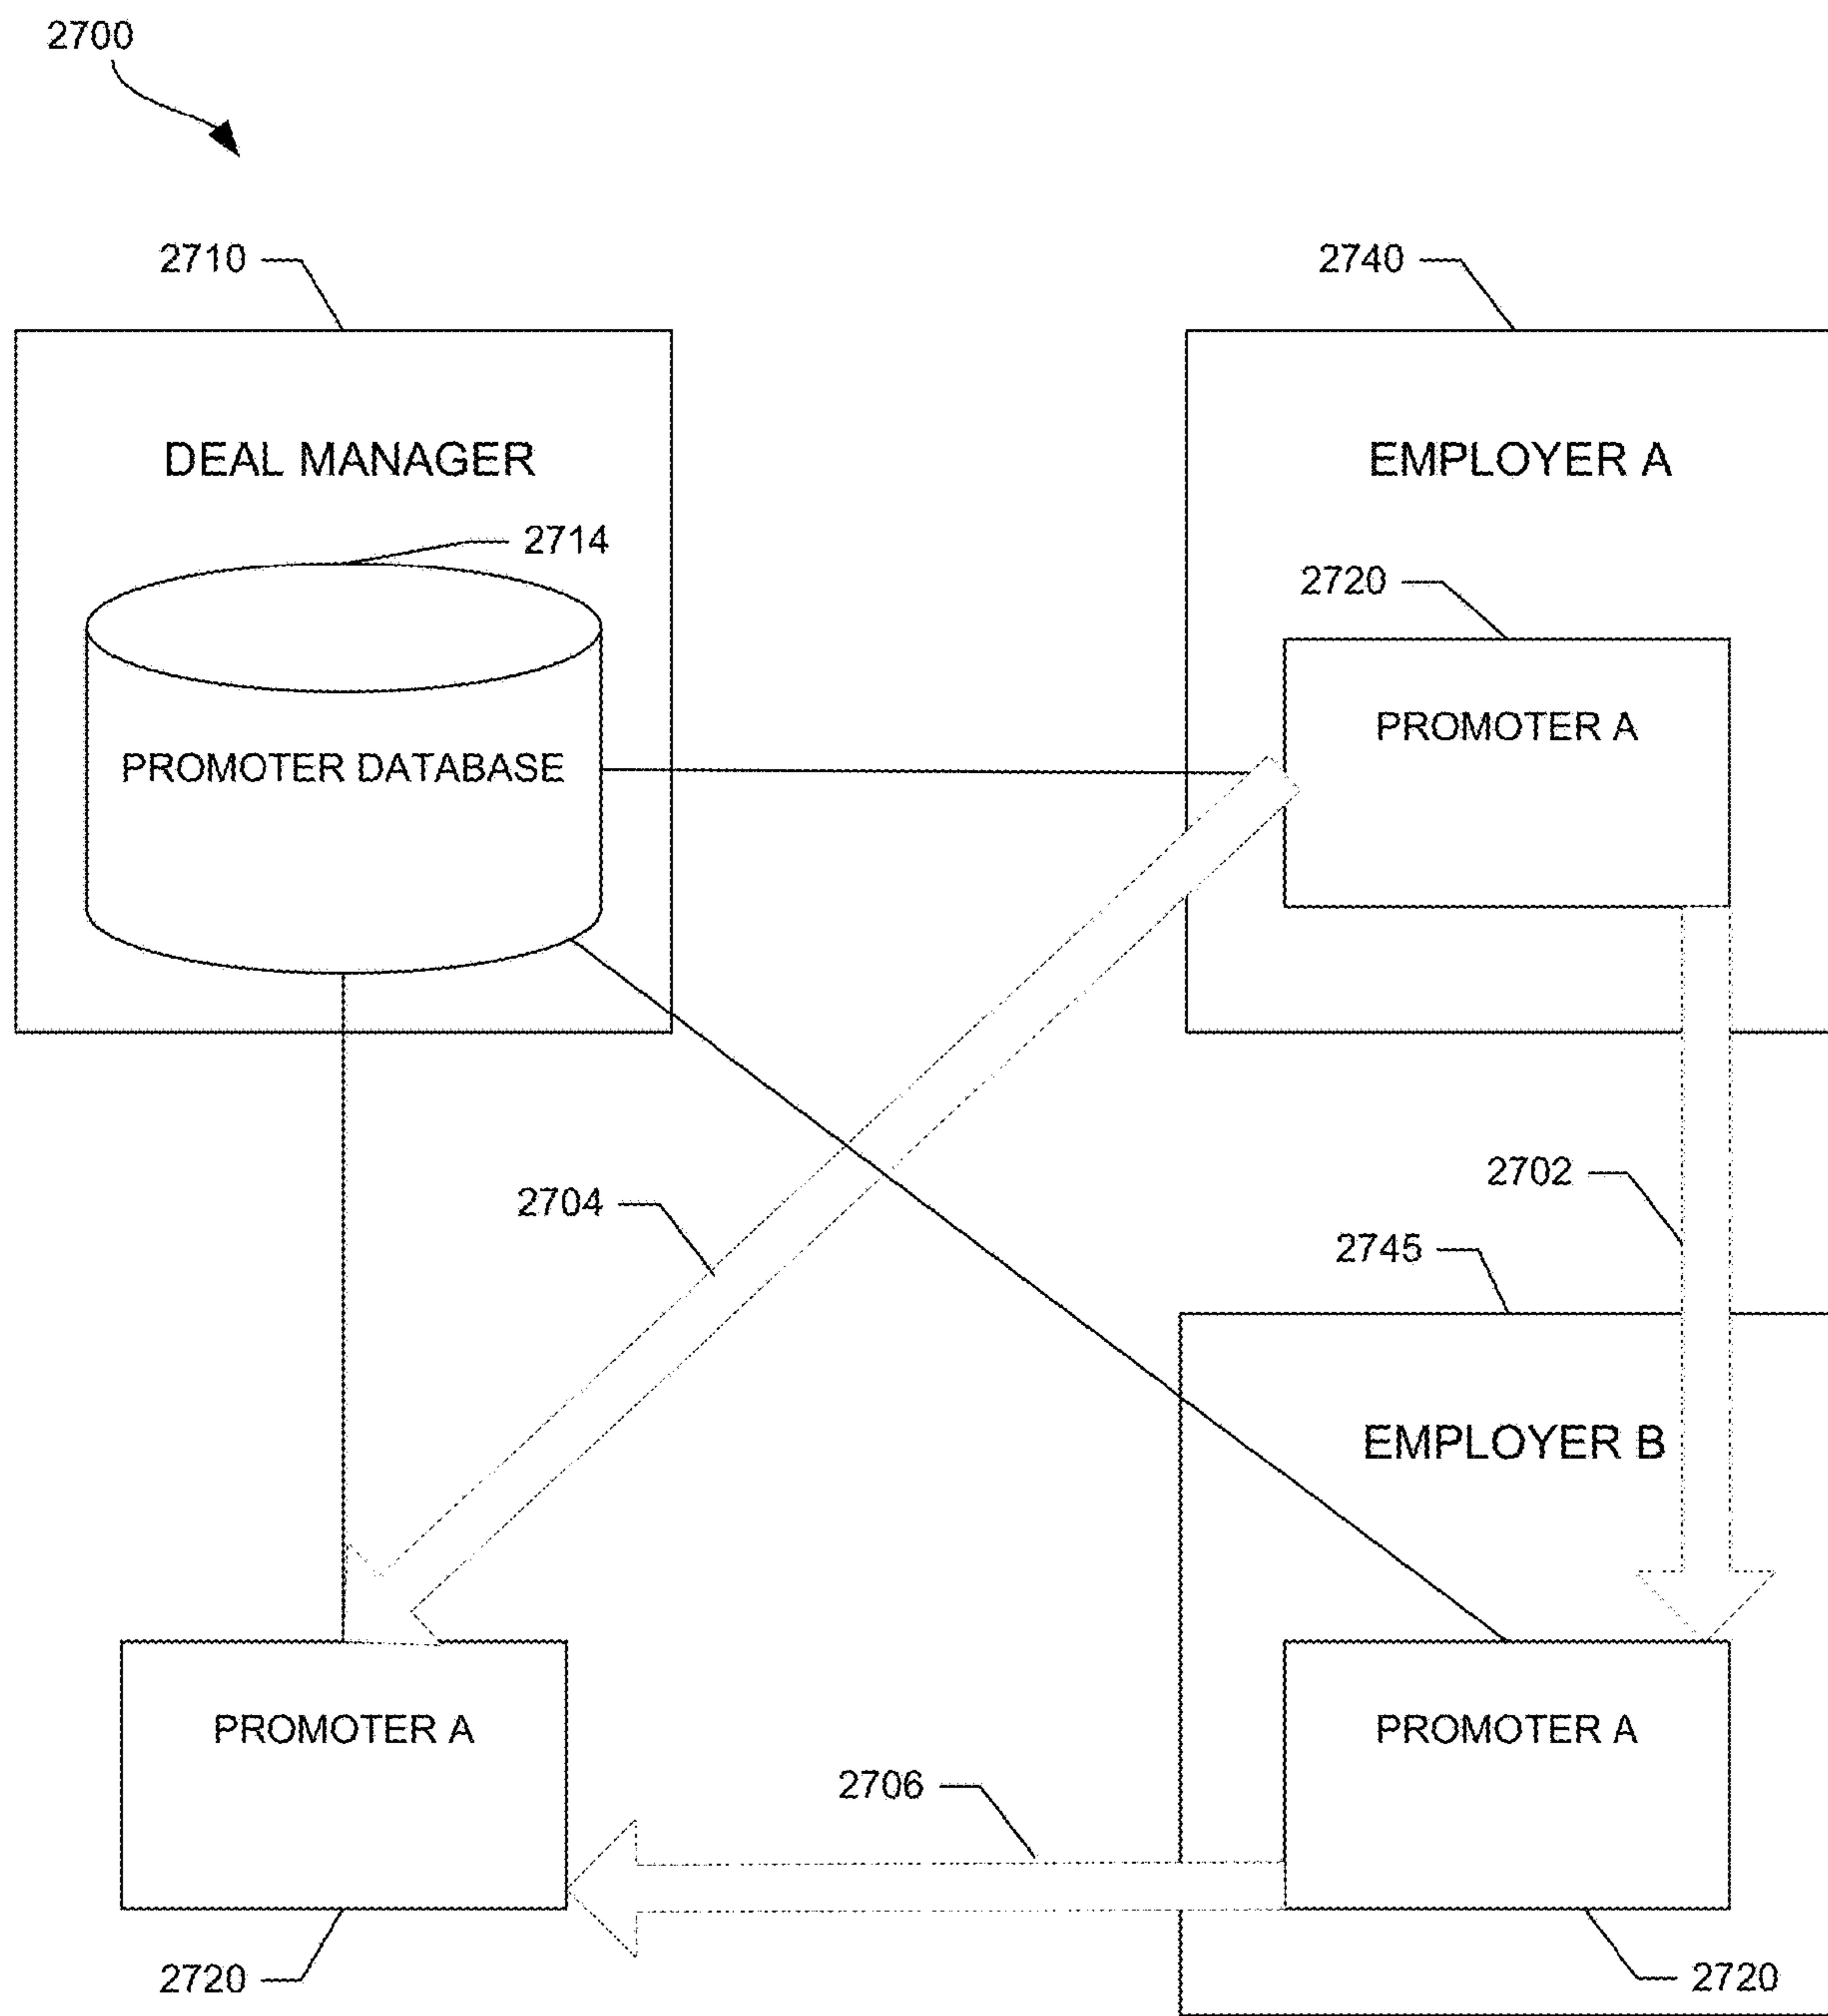 2700
2710
2740
DEAL MANAGER
EMPLOYER A
2714
2720
PROMOTER A
PROMOTER DATABASE
2702
2704
2745
EMPLOYER B
PROMOTER A
PROMOTER A
2706
2720
2720